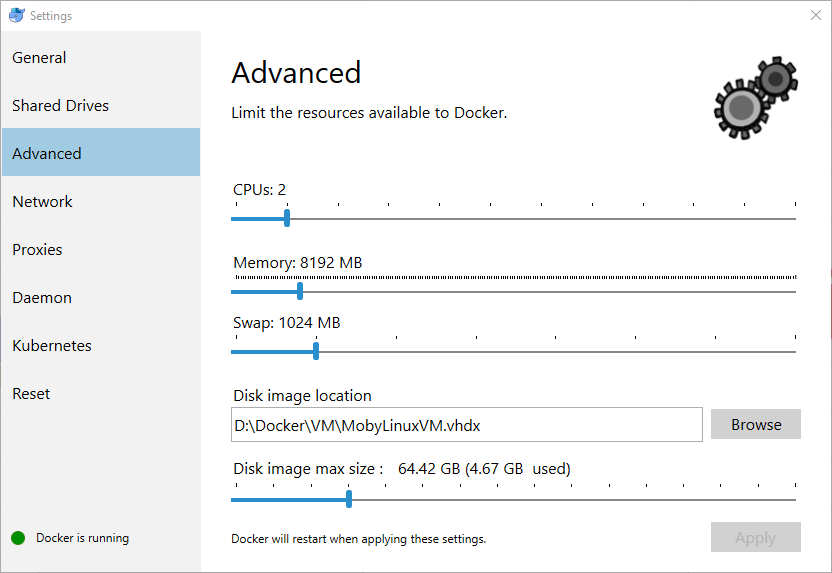 Settings
General
Shared Drives
Advanced
Network
Proxies
Daemon
Kubernetes
Reset
Docker is running
Advanced
Limit the resources available to Docker.
CPUs: 2
Memory: 8192 MB
Swap: 1024 MB
Disk image location
D:\Docker\VM\MobyLinuxVM.vhdx
Browse
Disk image max size : 64.42 GB (4.67 GB used)
Docker will restart when applying these settings.
Apply